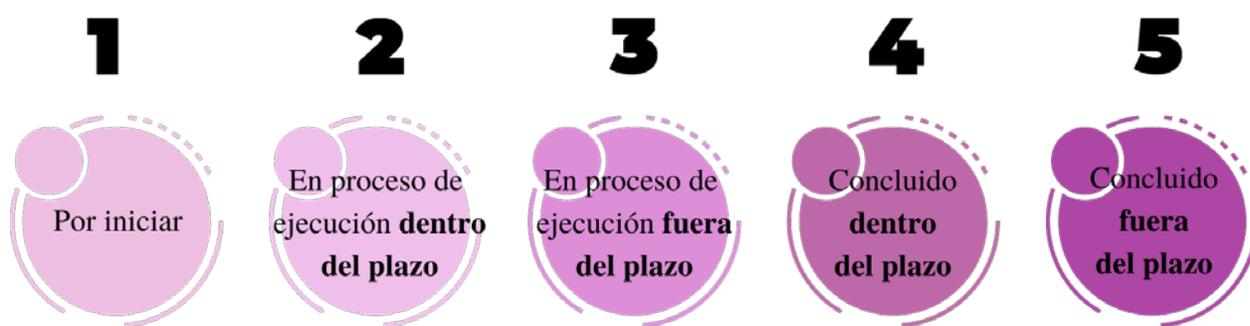 1
2
3
4
5
Por iniciar
En proceso de
ejecución dentro
del plazo
En proceso de
ejecución fuera
del plazo
Concluido
dentro
del plazo
Concluido
fuera
del plazo